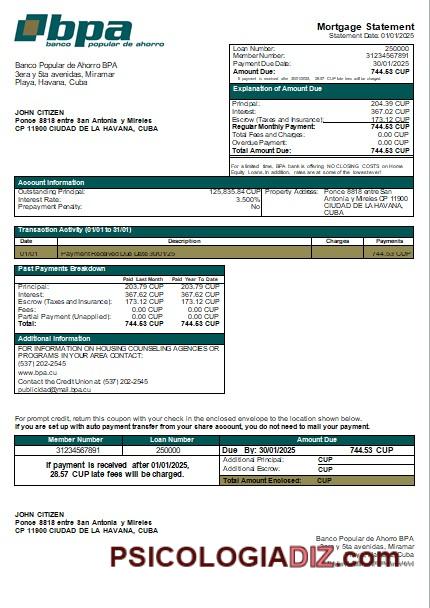 bpa
banco popular de ahorro
Mortgage Statement
Statement Date: 01/01/2025
Loan Number: 250000
Member Number: 31234567891
Payment Due Date: 30/01/2025
Amount Due: 744.53 CUP
If payment is received after 30/01/2025, 28.57 CUP late fees will be charged.
Banco Popular de Ahorro BPA
3era y 5ta avenidas, Miramar
Playa, Havana, Cuba
Explanation of Amount Due
Principal: 204.39 CUP
Interest: 367.02 CUP
Escrow (Taxes and Insurance): 173.12 CUP
Regular Monthly Payment: 744.53 CUP
Total Fees and Charges: 0.00 CUP
Overdue Payment: 0.00 CUP
Total Amount Due: 744.53 CUP
JOHN CITIZEN
Ponce 8818 entre San Antonia y Mireles
CP 11900 CIUDAD DE LA HAVANA, CUBA
For a limited time, BPA bank is offering NO CLOSING COSTS on Home
Equity Loans. In addition, rates are at some of the lowest ever!
Account Information
Outstanding Principal: 125,835.84 CUP
Interest Rate: 3.500%
Prepayment Penalty: No
Property Address: Ponce 8818 entre San
Antonia y Mireles CP 11900
CIUDAD DE LA HAVANA,
CUBA
Transaction Activity (01/01 to 31/01)
Date Description Charges Payments
01/01 Payment Received Due Date 30/01/25 744.53 CUP
Past Payments Breakdown
Paid Last Month Paid Year To Date
Principal: 203.79 CUP 203.79 CUP
Interest: 367.62 CUP 367.62 CUP
Escrow (Taxes and Insurance): 173.12 CUP 173.12 CUP
Fees: 0.00 CUP 0.00 CUP
Partial Payment (Unapplied): 0.00 CUP 0.00 CUP
Total: 744.53 CUP 744.53 CUP
Additional Information
FOR INFORMATION ON HOUSING COUNSELING AGENCIES OR
PROGRAMS IN YOUR AREA CONTACT:
(537) 202-2545
www.bpa.cu
Contact the Credit Union at: (537) 202-2545
publicidad@mail.bpa.cu
For prompt credit, return this coupon with your check in the enclosed envelope to the location shown below.
If you are set up with auto payment transfer from your share account, you do not need to mail your payment.
Member Number Loan Number Amount Due
31234567891 250000 Due By: 30/01/2025 744.53 CUP
If payment is received after 01/01/2025,
28.57 CUP late fees will be charged.
Additional Principal: CUP
Additional Escrow: CUP
Total Amount Enclosed: CUP
JOHN CITIZEN
Ponce 8818 entre San Antonia y Mireles
CP 11900 CIUDAD DE LA HAVANA, CUBA
Banco Popular de Ahorro BPA
3era y 5ta avenidas, Miramar
PSICOLOGIADIZ.com